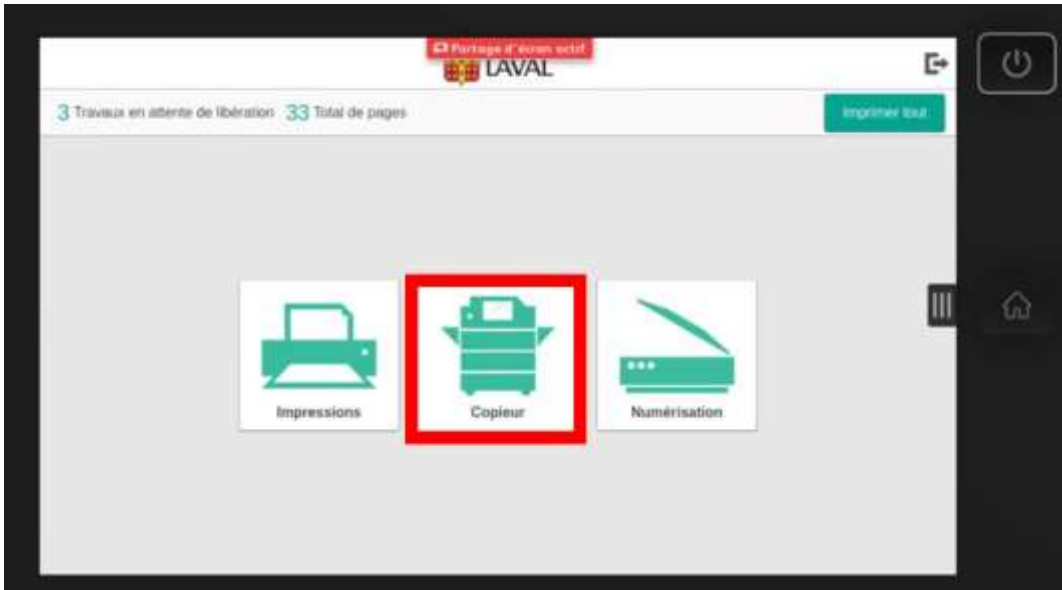 Partage d'écran actif
LAVAL
3 Travaux en attente de libération 33 Total de pages
Imprimer tout
Impressions
Copieur
Numérisation